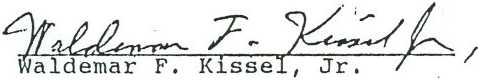 Waldemar F. Kissel Jr,
Waldemar F. Kissel, Jr.